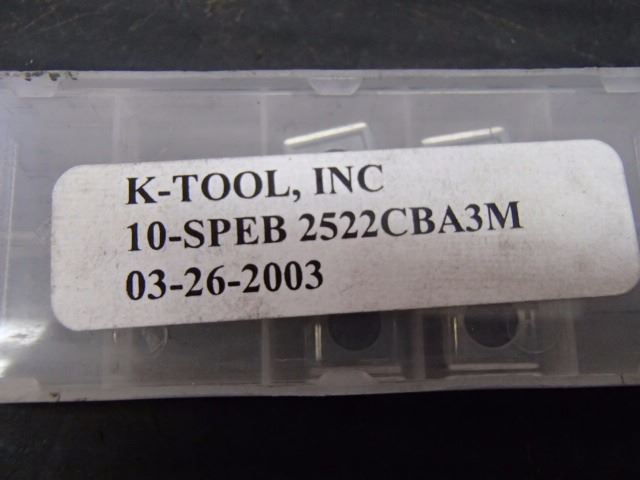 K-TOOL, INC
10-SPEB 2522CBA3M
03-26-2003